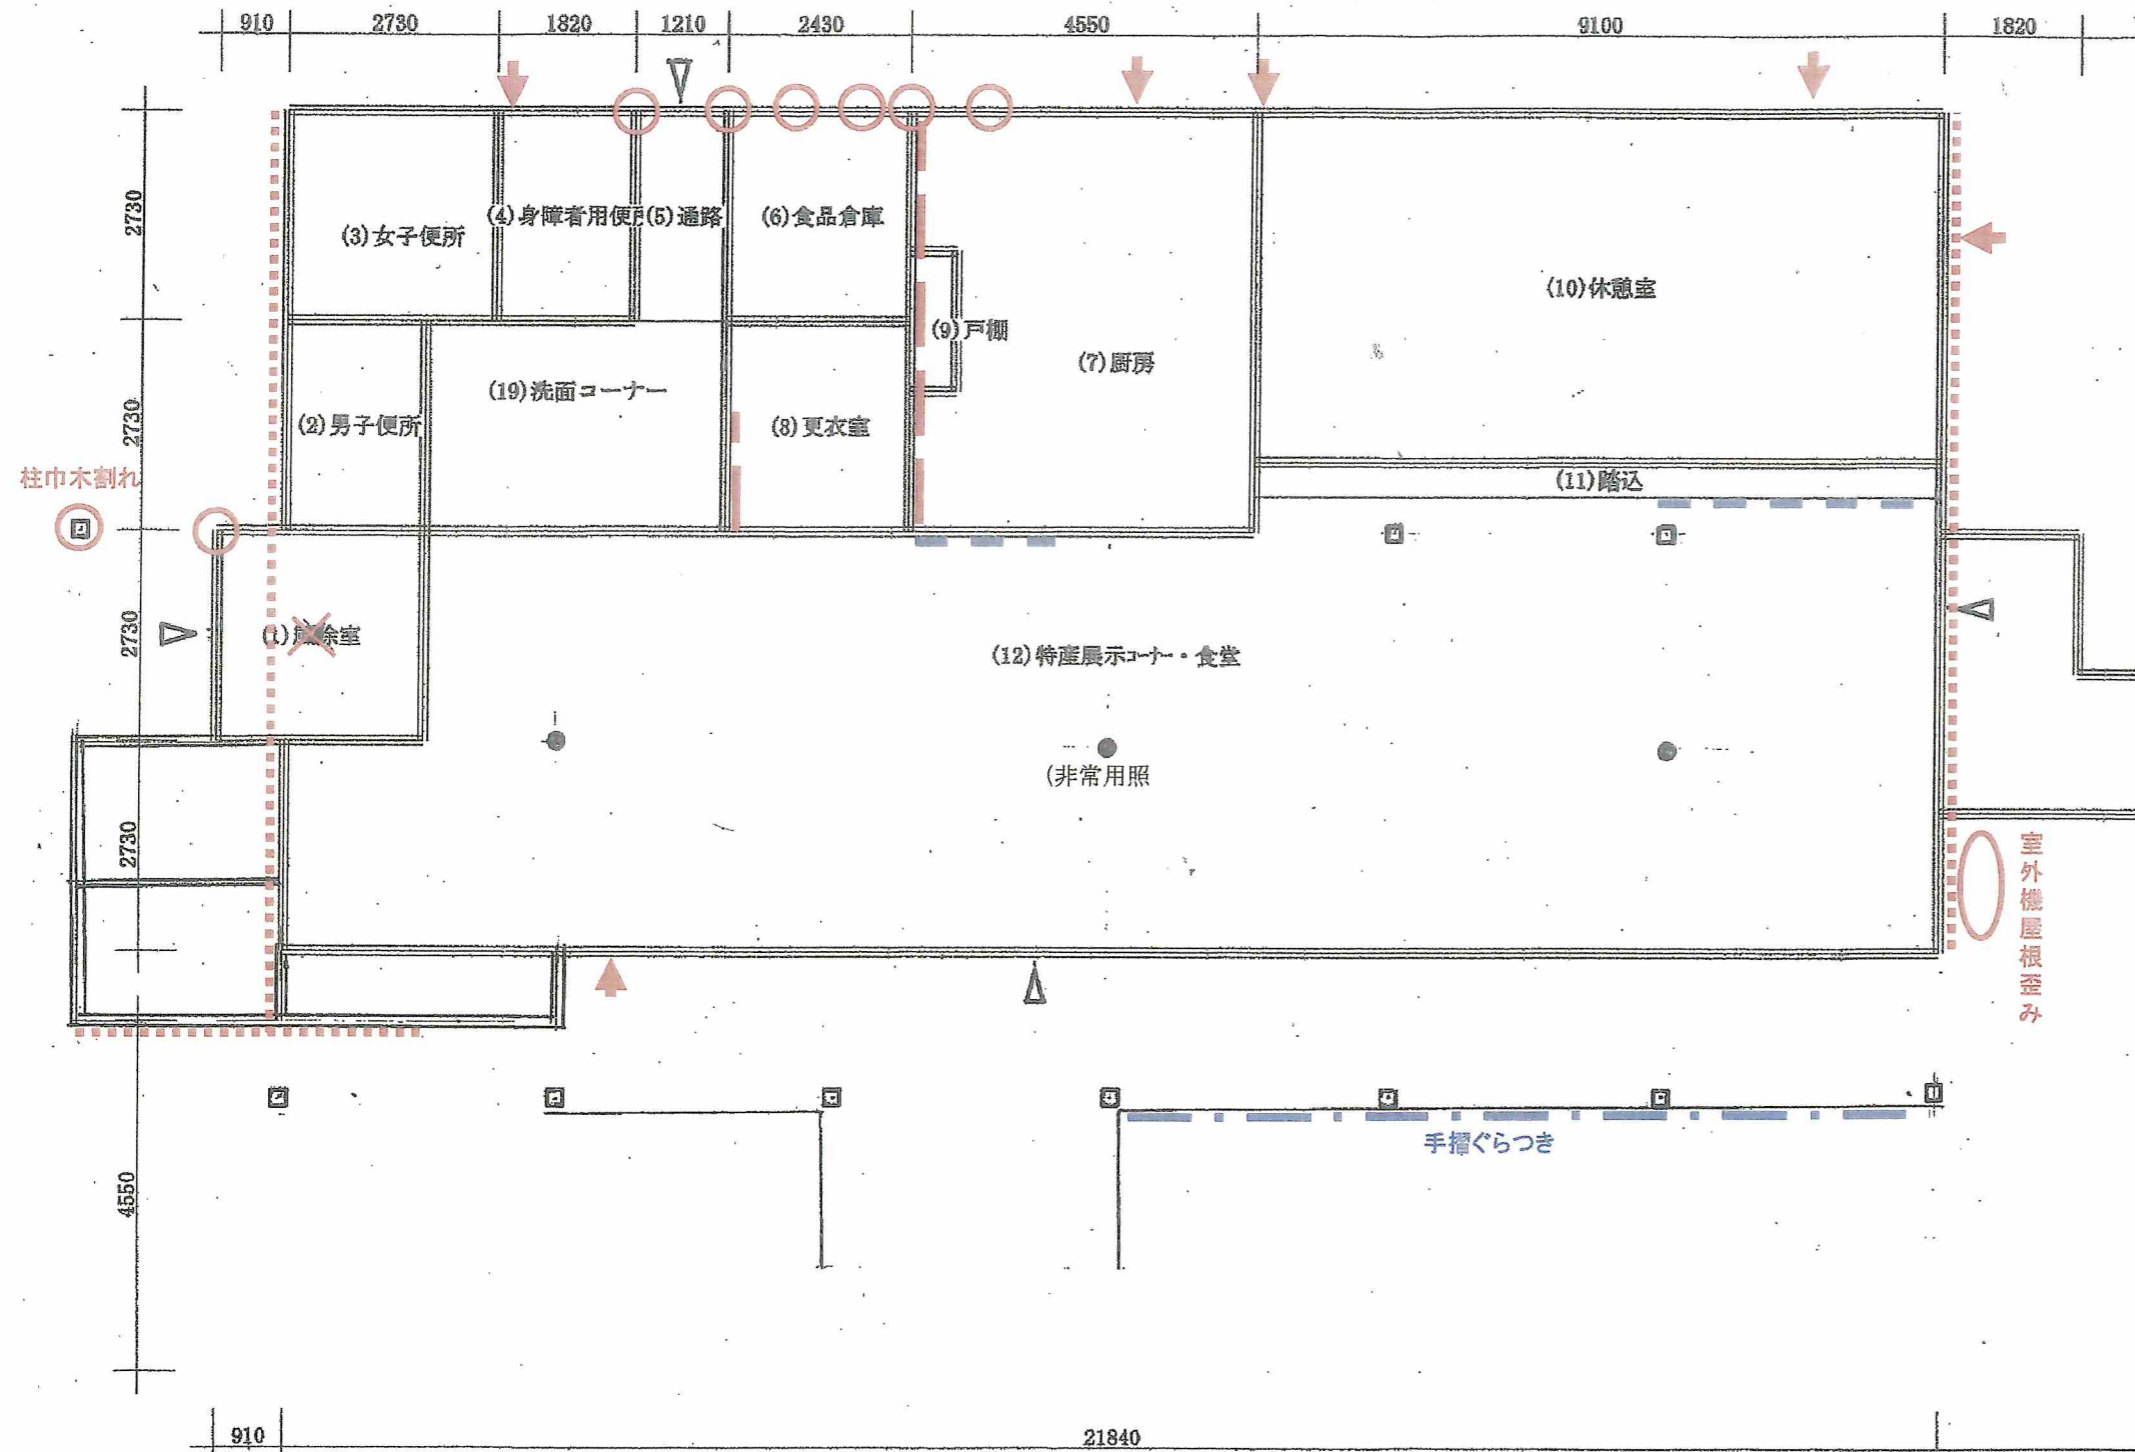 910 2730 1820 1210 2430 4550 9100 1820
2730
(3)女子便所
(4)身障者用便
(5)通路
(6)食品倉庫
(10)休憩室
(9)戸棚
(7)厨房
(19)洗面コーナー
2730
(2)男子便所
(8)更衣室
柱巾木割れ
(11)踏込
2730
(1)
除室
(12)特産展示コーナー・食堂
(非常用照
2730
室外機屋根歪み
手摺ぐらつき
4550
910 21840